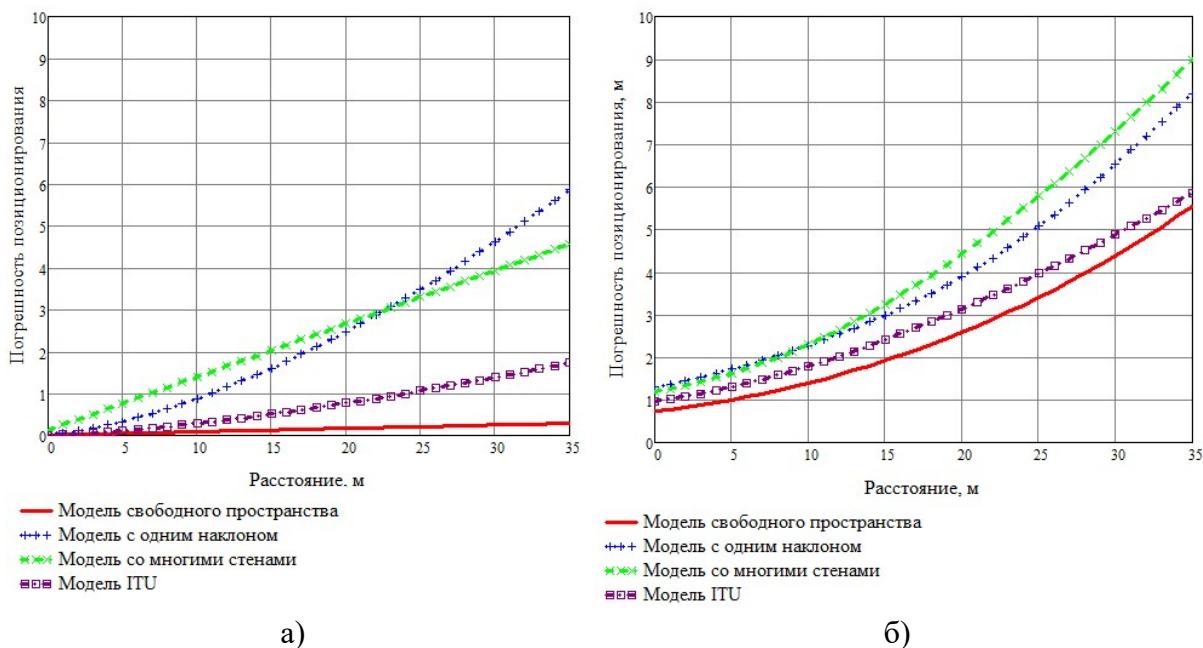 Погрешность позиционирования
10
9
8
7
6
5
4
3
2
1
0
0 5 10 15 20 25 30 35
Расстояние, м
Модель свободного пространства
Модель с одним наклоном
Модель со многими стенами
Модель ITU
а)
Погрешность позиционирования, м
10
9
8
7
6
5
4
3
2
1
0
0 5 10 15 20 25 30 35
Расстояние, м
Модель свободного пространства
Модель с одним наклоном
Модель со многими стенами
Модель ITU
б)